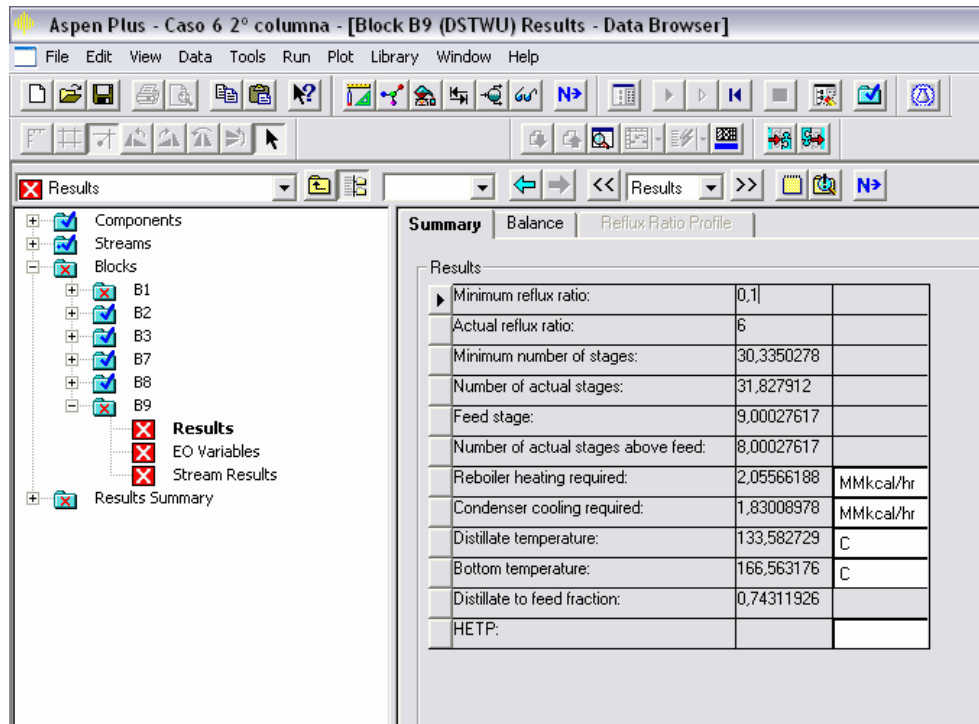 Aspen Plus - Caso 6 2º columna - [Block B9 (DSTWU) Results - Data Browser]
File Edit View Data Tools Run Plot Library Window Help
N>
Results
<< Results >> N>
Components
Streams
Blocks
B1
B2
B3
B7
B8
B9
Results
EO Variables
Stream Results
Results Summary
Summary Balance Reflux Ratio Profile
Results
Minimum reflux ratio: 0,1
Actual reflux ratio: 6
Minimum number of stages: 30,3350278
Number of actual stages: 31,827912
Feed stage: 9,00027617
Number of actual stages above feed: 8,00027617
Reboiler heating required: 2,05566188 MMkcal/hr
Condenser cooling required: 1,83008978 MMkcal/hr
Distillate temperature: 133,582729 C
Bottom temperature: 166,563176 C
Distillate to feed fraction: 0,74311926
HETP: